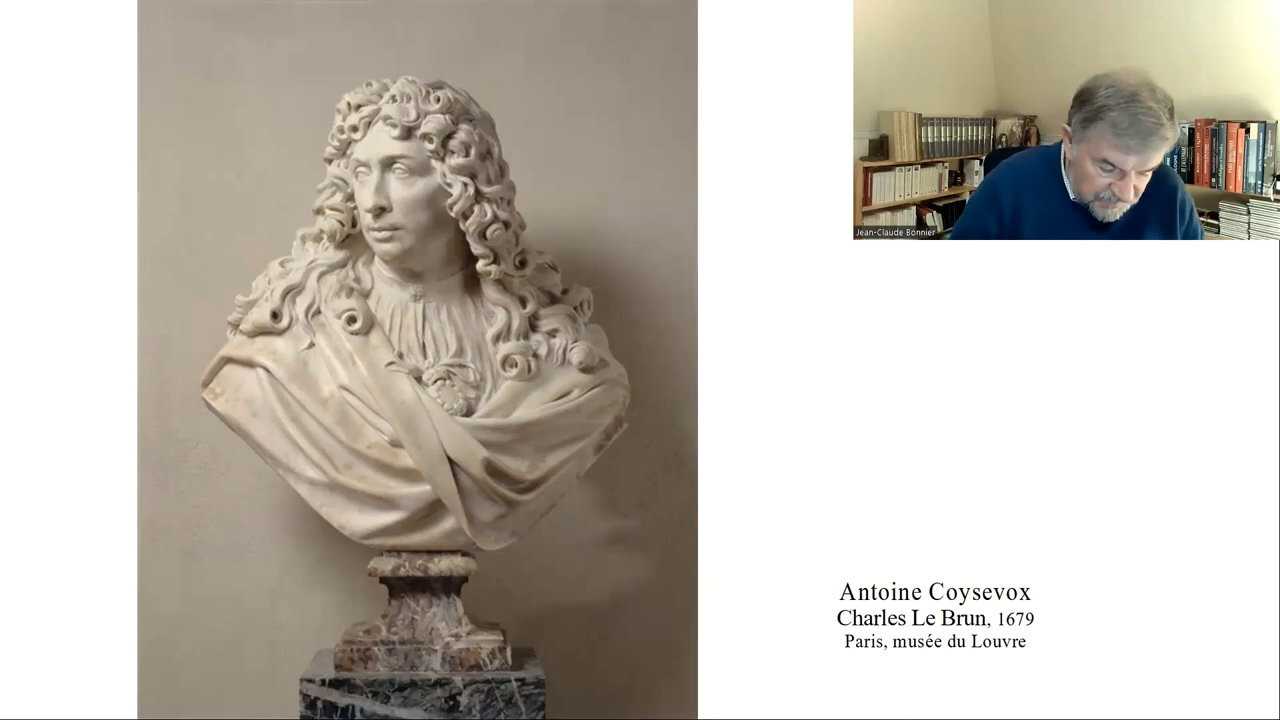 Jean-Claude Bonnier
Antoine Coysevox
Charles Le Brun, 1679
Paris, musée du Louvre